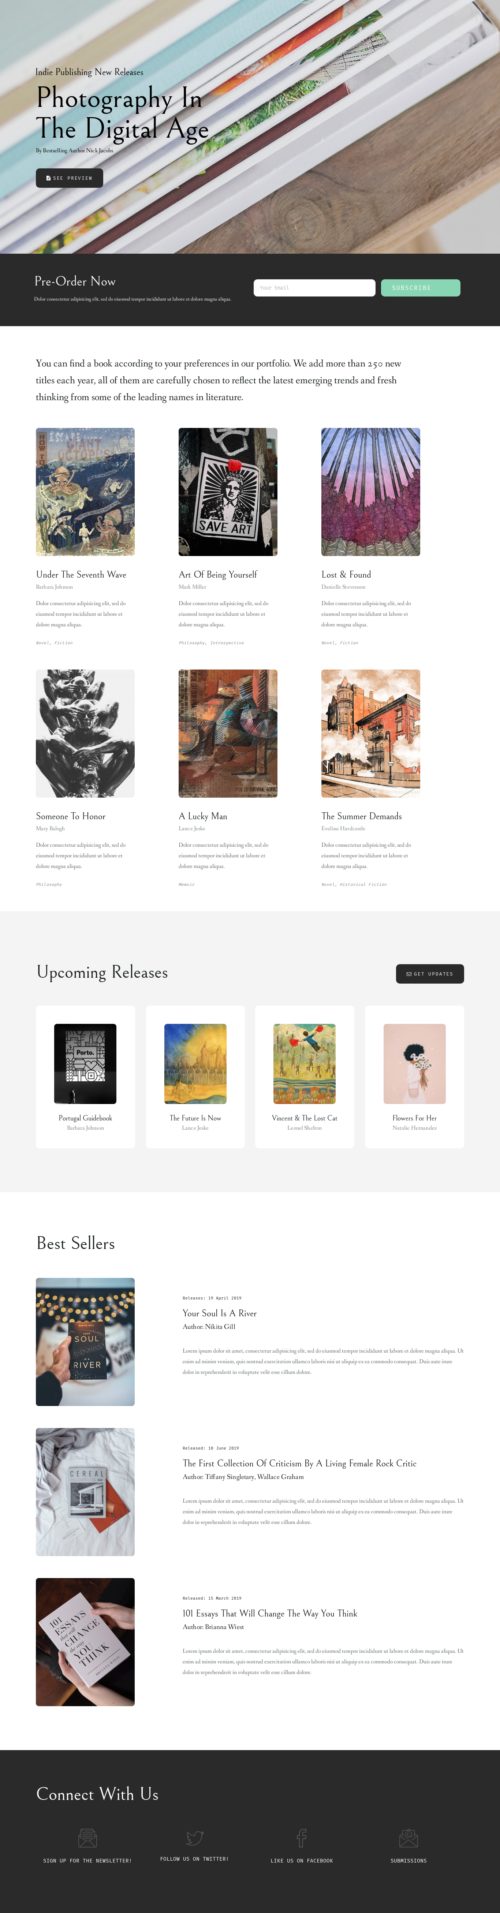 Indie Publishing New Releases
Photography In
The Digital Age
By Bestselling Author Nick Jacobs
SEE PREVIEW
Pre-Order Now
Dolor consectetur adipisicing elit, sed do eiusmod tempor incididunt ut labore et dolore magna aliqua.
Your Email
SUBSCRIBE
You can find a book according to your preferences in our portfolio. We add more than 250 new
titles each year, all of them are carefully chosen to reflect the latest emerging trends and fresh
thinking from some of the leading names in literature.
SAVE ART
Under The Seventh Wave
Barbara Johnson
Dolor consectetur adipisicing elit, sed do
eiusmod tempor incididunt ut labore et
dolore magna aliqua.
Novel, Fiction
Art Of Being Yourself
Mark Miller
Dolor consectetur adipisicing elit, sed do
eiusmod tempor incididunt ut labore et
dolore magna aliqua.
Philosophy, Introspection
Lost & Found
Danielle Stevenson
Dolor consectetur adipisicing elit, sed do
eiusmod tempor incididunt ut labore et
dolore magna aliqua.
Novel, Fiction
Someone To Honor
Mary Balogh
Dolor consectetur adipisicing elit, sed do
eiusmod tempor incididunt ut labore et
dolore magna aliqua.
Philosophy
A Lucky Man
Lance Jeske
Dolor consectetur adipisicing elit, sed do
eiusmod tempor incididunt ut labore et
dolore magna aliqua.
Memoir
The Summer Demands
Eveline Hardcastle
Dolor consectetur adipisicing elit, sed do
eiusmod tempor incididunt ut labore et
dolore magna aliqua.
Novel, Historical Fiction
Upcoming Releases
GET UPDATES
Porto.
Portugal Guidebook
Barbara Johnson
The Future Is Now
Lance Jeske
Vincent & The Lost Cat
Leonel Shelton
Flowers For Her
Natalie Hernandez
Best Sellers
SOUL
RIVER
Releases: 19 April 2019
Your Soul Is A River
Author: Nikita Gill
Lorem ipsum dolor sit amet, consectetur adipisicing elit, sed do eiusmod tempor incididunt ut labore et dolore magna aliqua. Ut
enim ad minim veniam, quis nostrud exercitation ullamco laboris nisi ut aliquip ex ea commodo consequat. Duis aute irure
dolor in reprehenderit in voluptate velit esse cillum dolore.
CEREAL
Released: 10 June 2019
The First Collection Of Criticism By A Living Female Rock Critic
Author: Tiffany Singletary, Wallace Graham
Lorem ipsum dolor sit amet, consectetur adipisicing elit, sed do eiusmod tempor incididunt ut labore et dolore magna aliqua. Ut
enim ad minim veniam, quis nostrud exercitation ullamco laboris nisi ut aliquip ex ea commodo consequat. Duis aute irure
dolor in reprehenderit in voluptate velit esse cillum dolore.
101
ESSAYS
that will
CHANGE
the way
YOU
THINK
Released: 15 March 2019
101 Essays That Will Change The Way You Think
Author: Brianna Wiest
Lorem ipsum dolor sit amet, consectetur adipisicing elit, sed do eiusmod tempor incididunt ut labore et dolore magna aliqua. Ut
enim ad minim veniam, quis nostrud exercitation ullamco laboris nisi ut aliquip ex ea commodo consequat. Duis aute irure
dolor in reprehenderit in voluptate velit esse cillum dolore.
Connect With Us
SIGN UP FOR THE NEWSLETTER!
FOLLOW US ON TWITTER!
LIKE US ON FACEBOOK
SUBMISSIONS